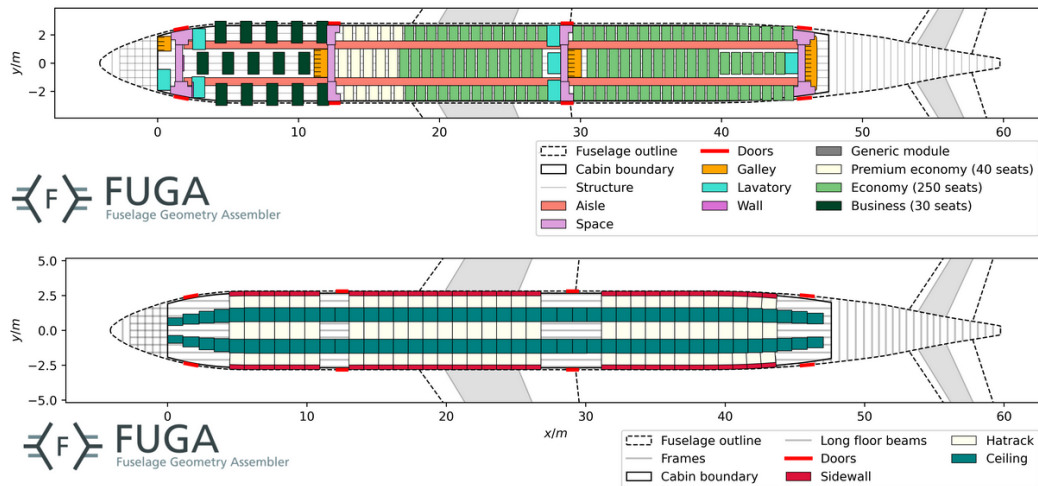 y/m
2
0
−2
0
10
20
30
40
50
60
F
FUGA
Fuselage Geometry Assembler
Fuselage outline
Cabin boundary
Structure
Aisle
Space
Doors
Galley
Lavatory
Wall
Generic module
Premium economy (40 seats)
Economy (250 seats)
Business (30 seats)
y/m
5.0
2.5
0.0
−2.5
−5.0
0
10
20
30
40
50
60
x/m
F
FUGA
Fuselage Geometry Assembler
Fuselage outline
Frames
Cabin boundary
Long floor beams
Doors
Sidewall
Hatrack
Ceiling